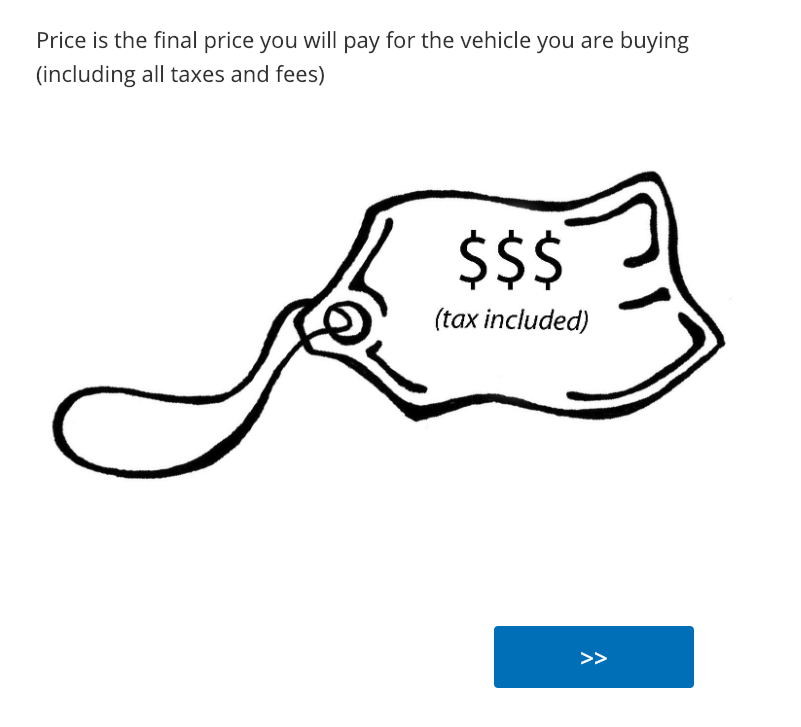 Price is the final price you will pay for the vehicle you are buying
(including all taxes and fees)
$$$
(tax included)
>>